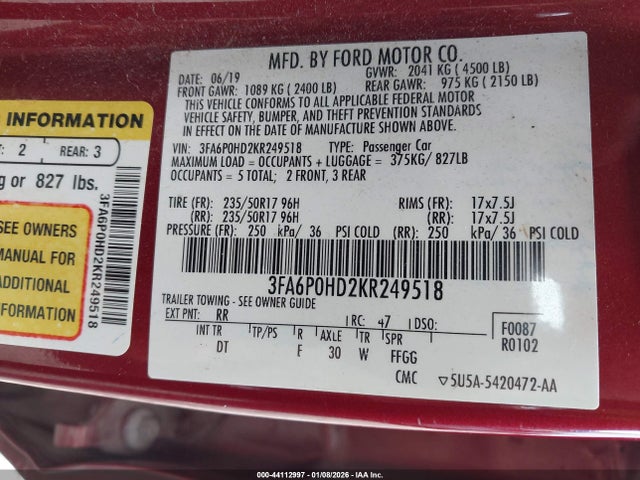 MFD. BY FORD MOTOR CO.
DATE: 06/19
GVWR: 2041 KG ( 4500 LB)
FRONT GAWR: 1089 KG ( 2400 LB)
REAR GAWR: 975 KG ( 2150 LB)
THIS VEHICLE CONFORMS TO ALL APPLICABLE FEDERAL MOTOR
VEHICLE SAFETY, BUMPER, AND THEFT PREVENTION STANDARDS
IN EFFECT ON THE DATE OF MANUFACTURE SHOWN ABOVE.
VIN: 3FA6P0HD2KR249518 TYPE: Passenger Car
MAXIMUM LOAD = OCCUPANTS + LUGGAGE = 375KG/ 827LB
OCCUPANTS = 5 TOTAL; 2 FRONT, 3 REAR
TIRE (FR): 235/50R17 96H RIMS (FR): 17x7.5J
(RR): 235/50R17 96H (RR): 17x7.5J
PRESSURE (FR): 250 kPa/ 36 PSI COLD (RR): 250 kPa/ 36 PSI COLD
3FA6P0HD2KR249518
TRAILER TOWING - SEE OWNER GUIDE
EXT PNT: RR RC: 47 DSO:
F0087
R0102
INT TR TP/PS R AXLE TR SPR
DT F 30 W FFGG
CMC ▽5U5A-5420472-AA
INFORMATION
: 2 REAR: 3
g or 827 lbs.
SEE OWNERS
MANUAL FOR
ADDITIONAL
INFORMATION
3FA6P0HD2KR249518
000-44112997 - 01/08/2026 - IAA Inc.